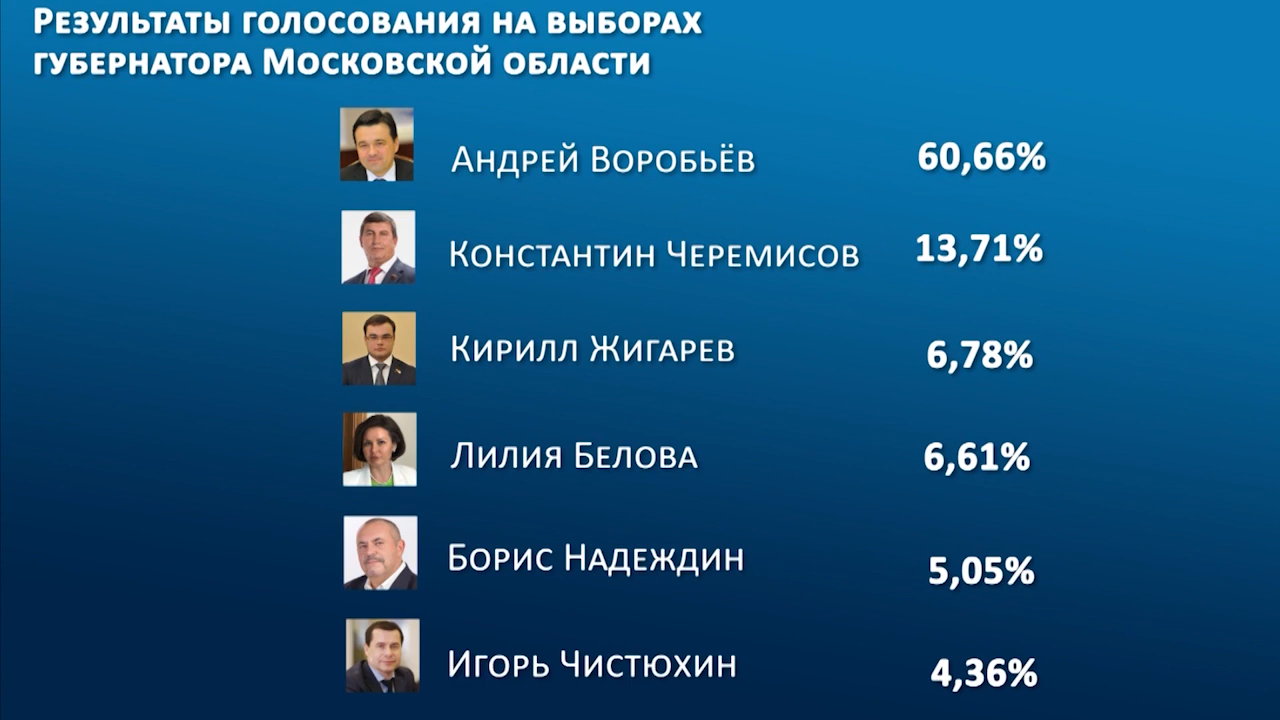 Результаты голосования на выборах
губернатора Московской области
Андрей Воробьёв 60,66%
Константин Черемисов 13,71%
Кирилл Жигарев 6,78%
Лилия Белова 6,61%
Борис Надеждин 5,05%
Игорь Чистюхин 4,36%